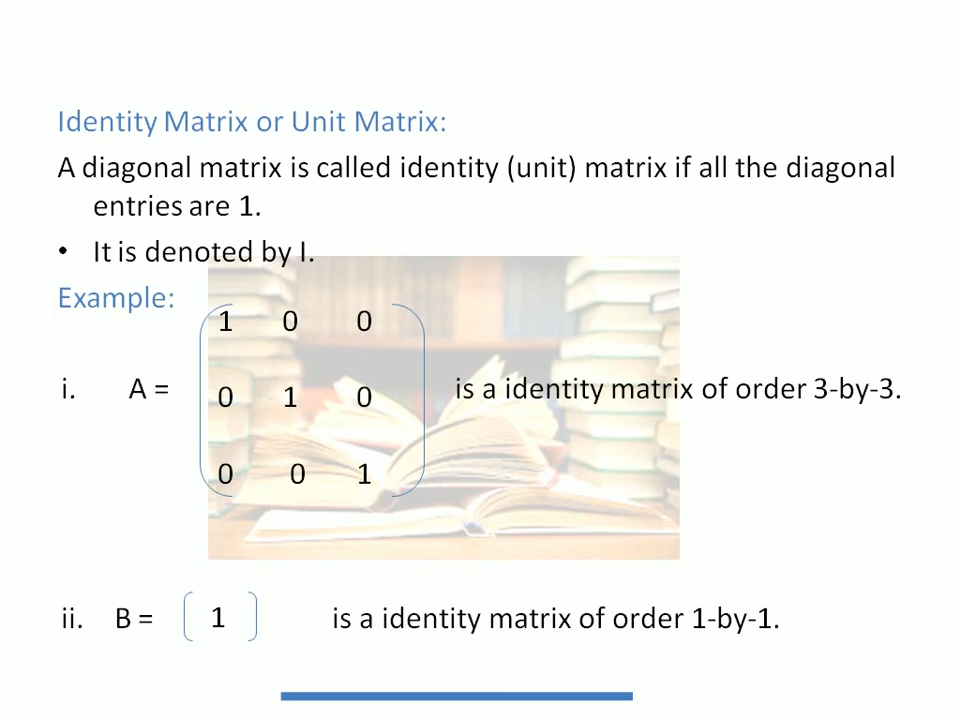 Identity Matrix or Unit Matrix:
A diagonal matrix is called identity (unit) matrix if all the diagonal
entries are 1.
• It is denoted by I.
Example:
1 0 0
i. A = 0 1 0 is a identity matrix of order 3-by-3.
0 0 1
ii. B = 1 is a identity matrix of order 1-by-1.